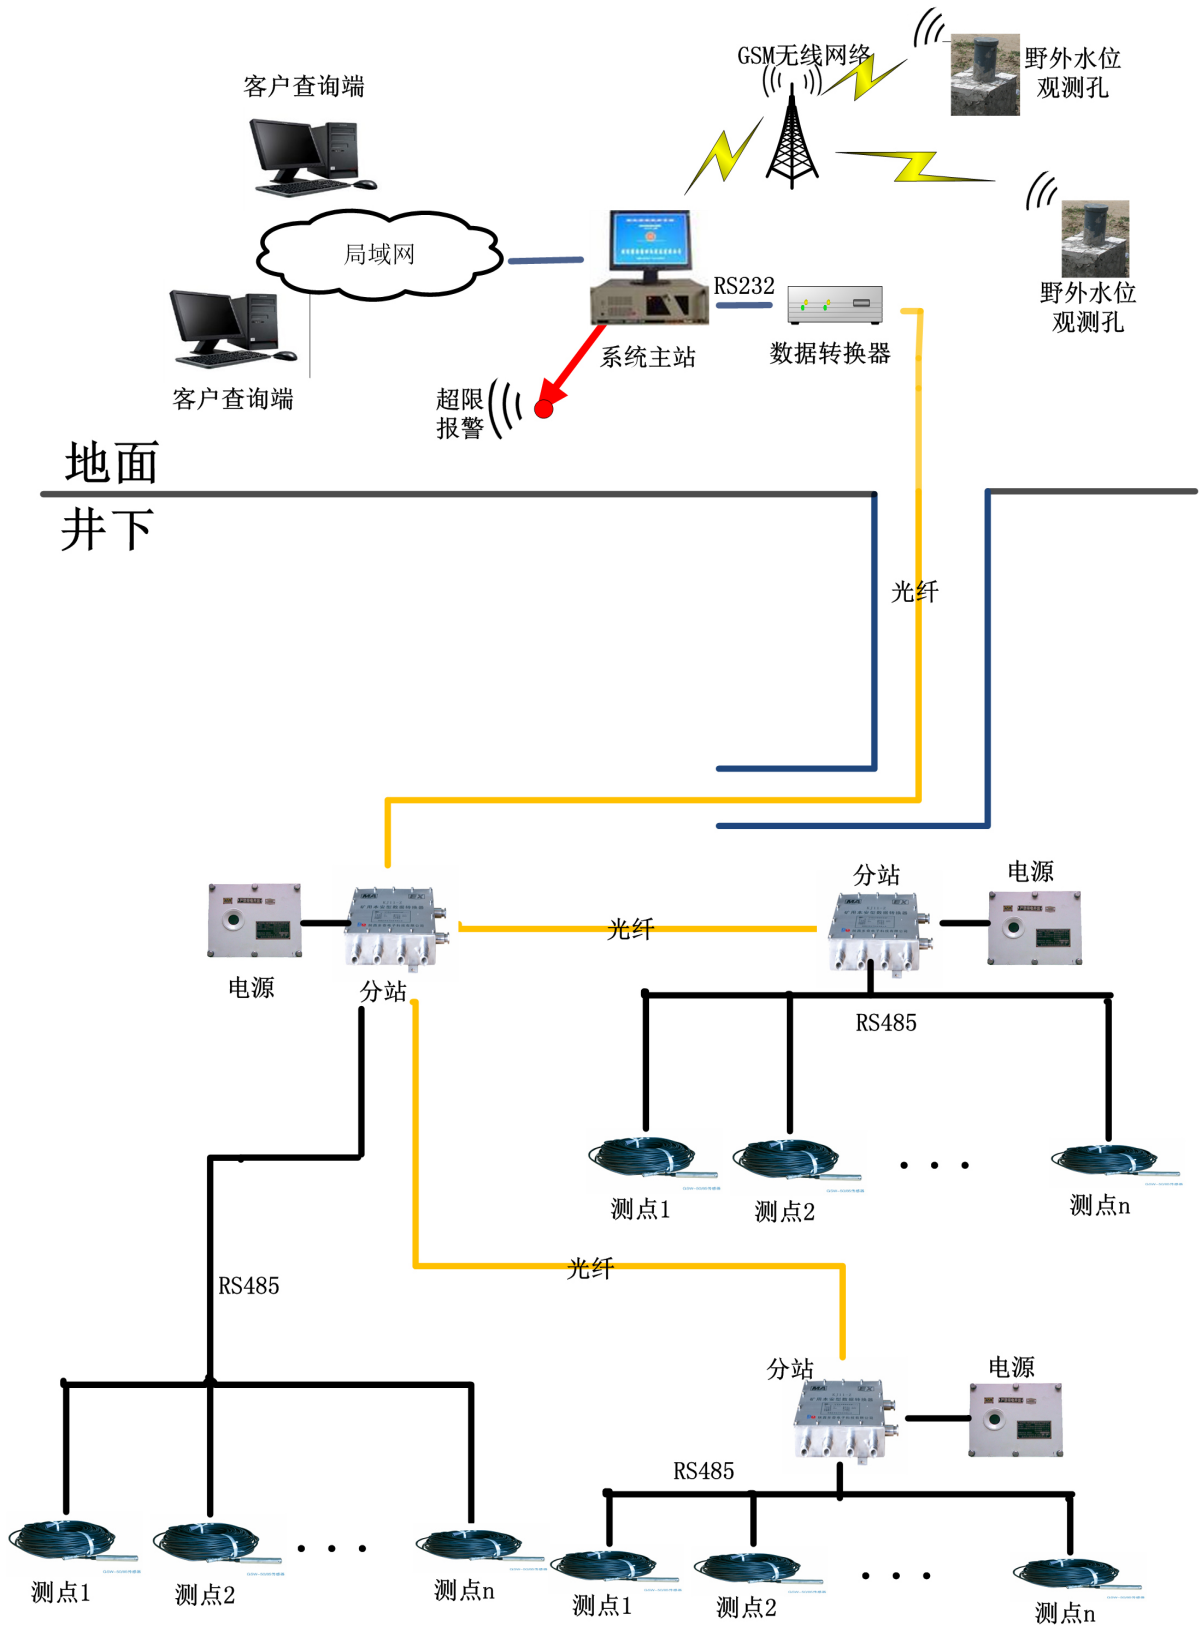 GSM无线网络
野外水位
观测孔
客户查询端
局域网
RS232
野外水位
观测孔
系统主站
数据转换器
客户查询端
超限
报警
地面
井下
光纤
分站
电源
MA
EX
光纤
电源
分站
RS485
测点1
测点2
测点n
光纤
RS485
分站
电源
RS485
测点1
测点2
测点n
测点1
测点2
测点n